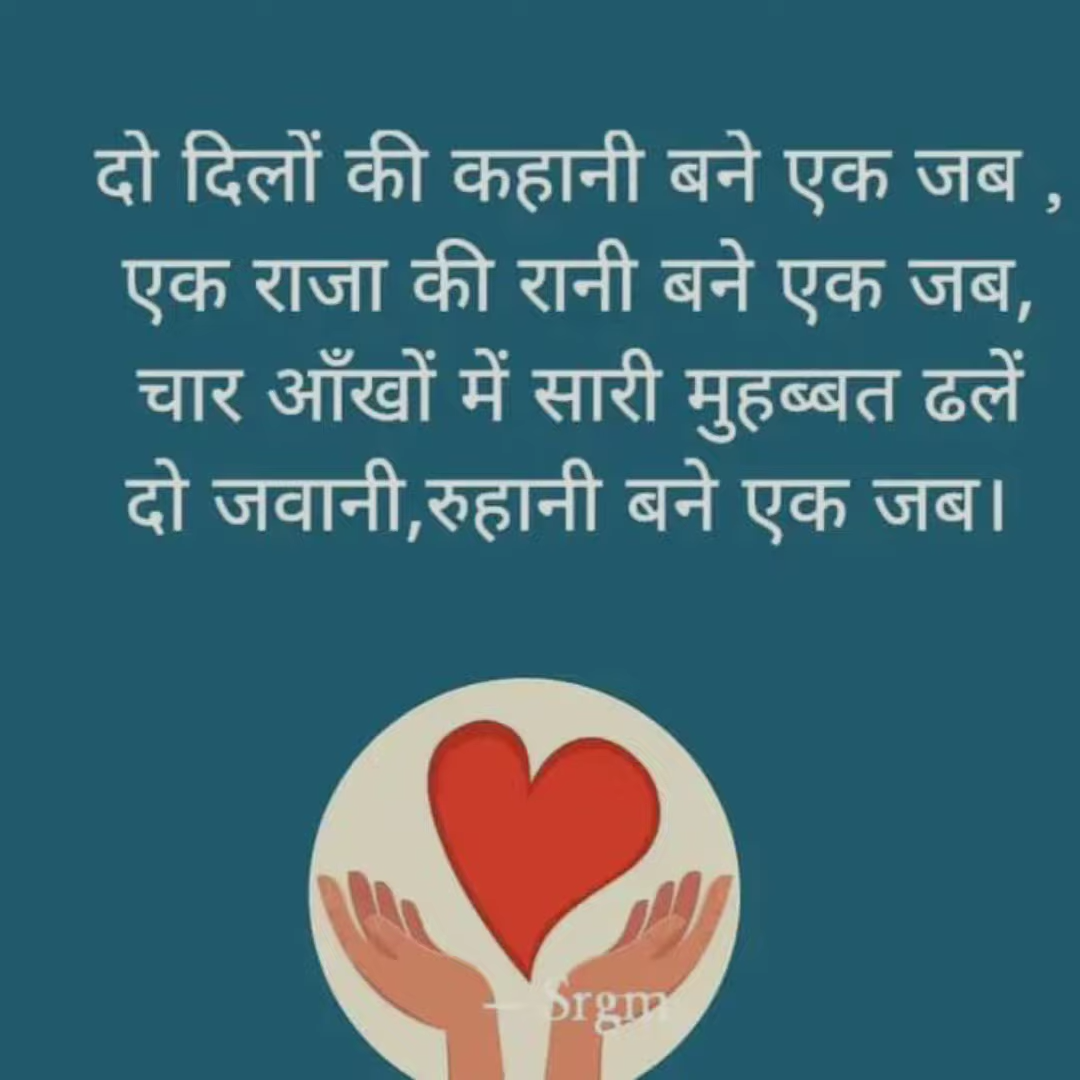 दो दिलों की कहानी बने एक जब ,
एक राजा की रानी बने एक जब,
चार आँखों में सारी मुहब्बत ढलें
दो जवानी,रुहानी बने एक जब।
— Srgm